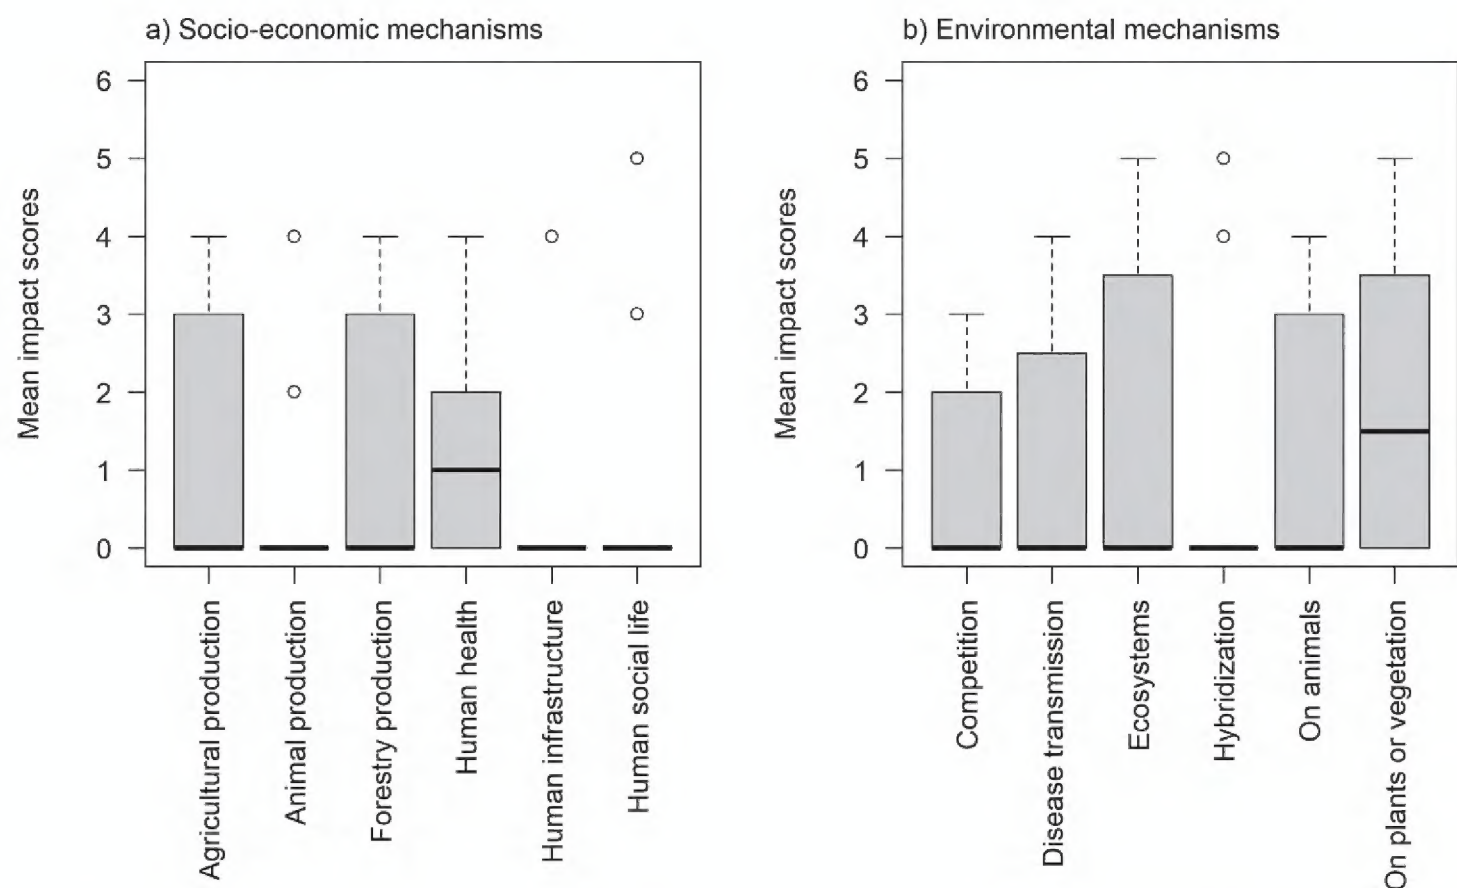 a) Socio-economic mechanisms
Mean impact scores
6
5
4
3
2
1
0
Agricultural production
Animal production
Forestry production
Human health
Human infrastructure
Human social life
b) Environmental mechanisms
Mean impact scores
6
5
4
3
2
1
0
Competition
Disease transmission
Ecosystems
Hybridization
On animals
On plants or vegetation